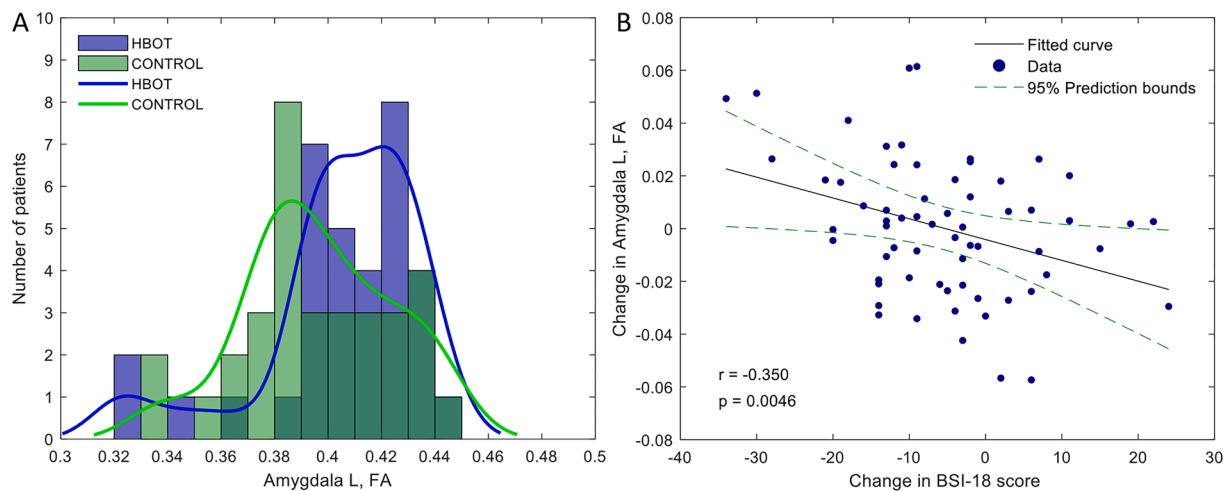 A
HBOT
CONTROL
HBOT
CONTROL
Number of patients
10
9
8
7
6
5
4
3
2
1
0
0.3 0.32 0.34 0.36 0.38 0.4 0.42 0.44 0.46 0.48 0.5
Amygdala L, FA
B
Fitted curve
Data
95% Prediction bounds
Change in Amygdala L, FA
0.08
0.06
0.04
0.02
0
-0.02
-0.04
-0.06
-0.08
r = -0.350
p = 0.0046
-40 -30 -20 -10 0 10 20 30
Change in BSI-18 score